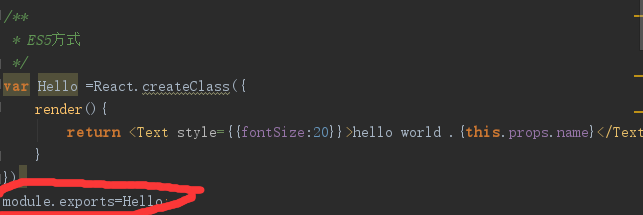 /**
* ES5方式
*/
var Hello =React.createClass({
render(){
return <Text style={{fontSize:20}}>hello world .{this.props.name}</Text
}
})
module.exports=Hello;